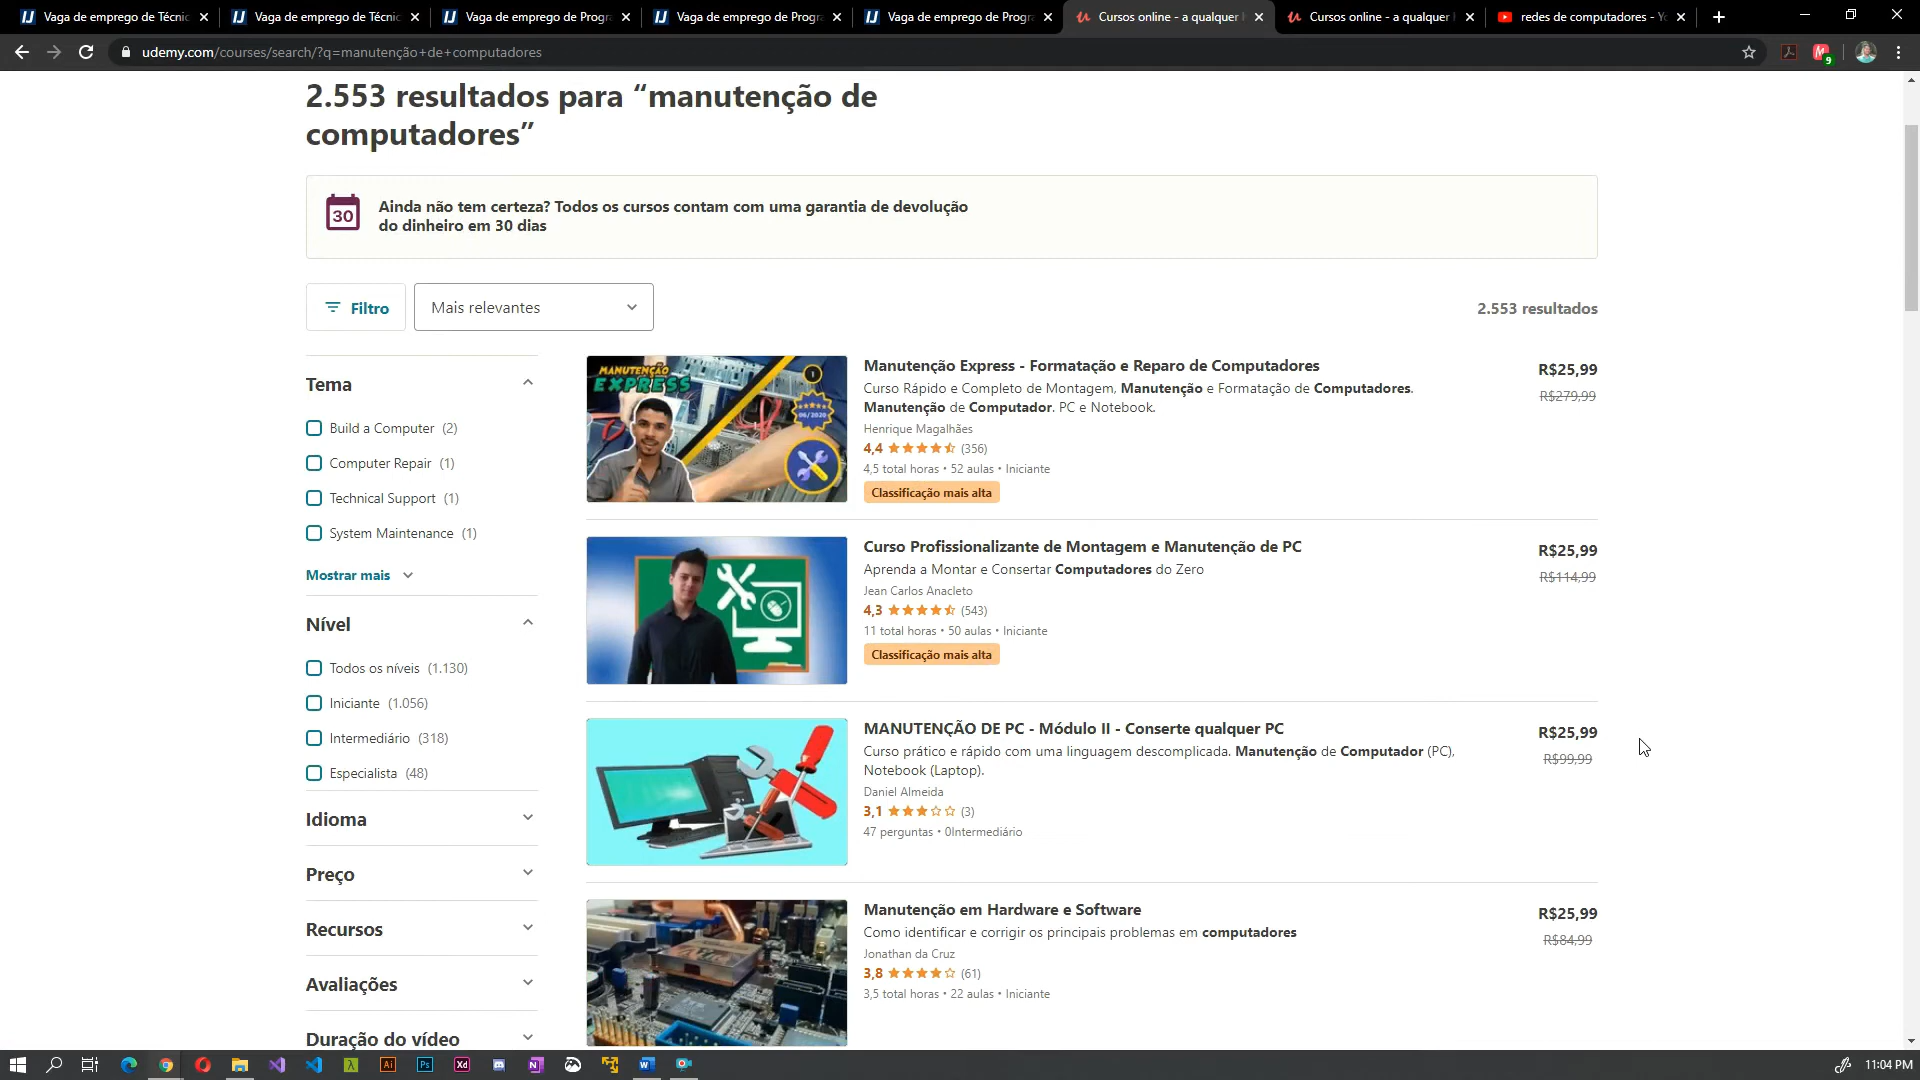 Vaga de emprego de Técnic
Vaga de emprego de Técnic
Vaga de emprego de Progra
Vaga de emprego de Progra
Vaga de emprego de Progra
Cursos online - a qualquer
Cursos online - a qualquer
redes de computadores - Yo
udemy.com/courses/search/?q=manutenção+de+computadores
9
2.553 resultados para “manutenção de
computadores”
30
Ainda não tem certeza? Todos os cursos contam com uma garantia de devolução
do dinheiro em 30 dias
Filtro
Mais relevantes
2.553 resultados
Tema
Build a Computer (2)
Computer Repair (1)
Technical Support (1)
System Maintenance (1)
Mostrar mais
Nível
Todos os níveis (1.130)
Iniciante (1.056)
Intermediário (318)
Especialista (48)
Idioma
Preço
Recursos
Avaliações
Duração do vídeo
MANUTENÇÃO
EXPRESS
1
06/2020
Manutenção Express - Formatação e Reparo de Computadores
Curso Rápido e Completo de Montagem, Manutenção e Formatação de Computadores.
Manutenção de Computador. PC e Notebook.
Henrique Magalhães
4,4 (356)
4,5 total horas • 52 aulas • Iniciante
Classificação mais alta
R$25,99
R$279,99
Curso Profissionalizante de Montagem e Manutenção de PC
Aprenda a Montar e Consertar Computadores do Zero
Jean Carlos Anacleto
4,3 (543)
11 total horas • 50 aulas • Iniciante
Classificação mais alta
R$25,99
R$114,99
MANUTENÇÃO DE PC - Módulo II - Conserte qualquer PC
Curso prático e rápido com uma linguagem descomplicada. Manutenção de Computador (PC),
Notebook (Laptop).
Daniel Almeida
3,1 (3)
47 perguntas • 0Intermediário
R$25,99
R$99,99
Manutenção em Hardware e Software
Como identificar e corrigir os principais problemas em computadores
Jonathan da Cruz
3,8 (61)
3,5 total horas • 22 aulas • Iniciante
R$25,99
R$84,99
Ai
Ps
Xd
11:04 PM